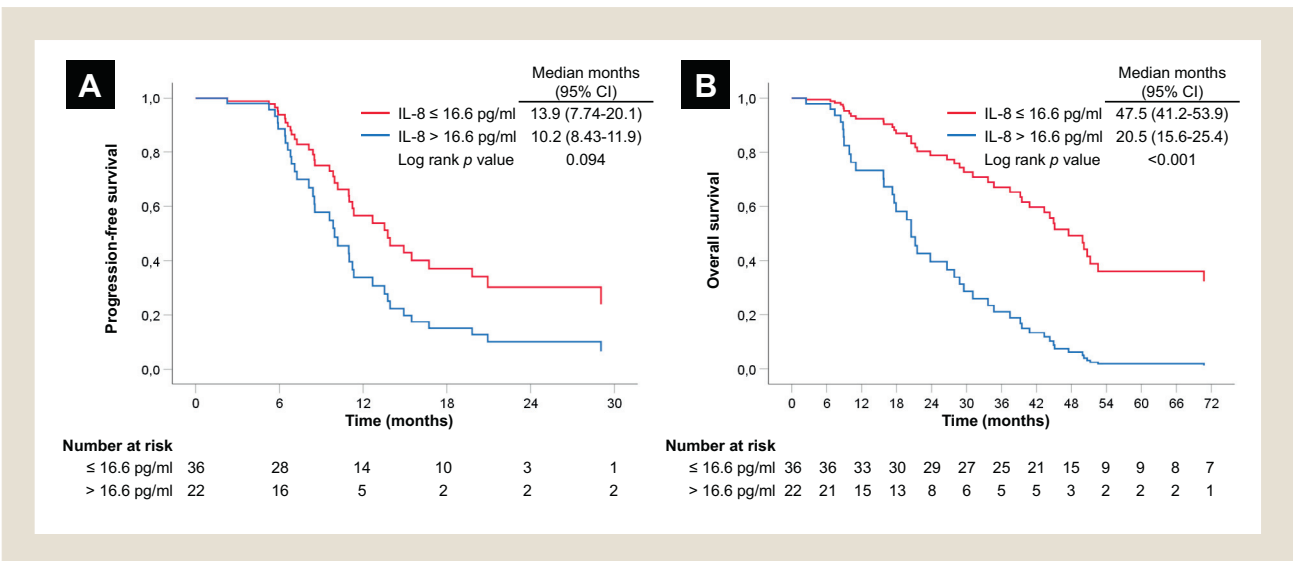 A
Median months
(95% CI)
IL-8 ≤ 16.6 pg/ml 13.9 (7.74-20.1)
IL-8 > 16.6 pg/ml 10.2 (8.43-11.9)
Log rank p value 0.094
Progression-free survival
1,0
0,8
0,6
0,4
0,2
0,0
0 6 12 18 24 30
Time (months)
Number at risk
≤ 16.6 pg/ml 36 28 14 10 3 1
> 16.6 pg/ml 22 16 5 2 2 2
B
Median months
(95% CI)
IL-8 ≤ 16.6 pg/ml 47.5 (41.2-53.9)
IL-8 > 16.6 pg/ml 20.5 (15.6-25.4)
Log rank p value <0.001
Overall survival
1,0
0,8
0,6
0,4
0,2
0,0
0 6 12 18 24 30 36 42 48 54 60 66 72
Time (months)
Number at risk
≤ 16.6 pg/ml 36 36 33 30 29 27 25 21 15 9 9 8 7
> 16.6 pg/ml 22 21 15 13 8 6 5 5 3 2 2 2 1